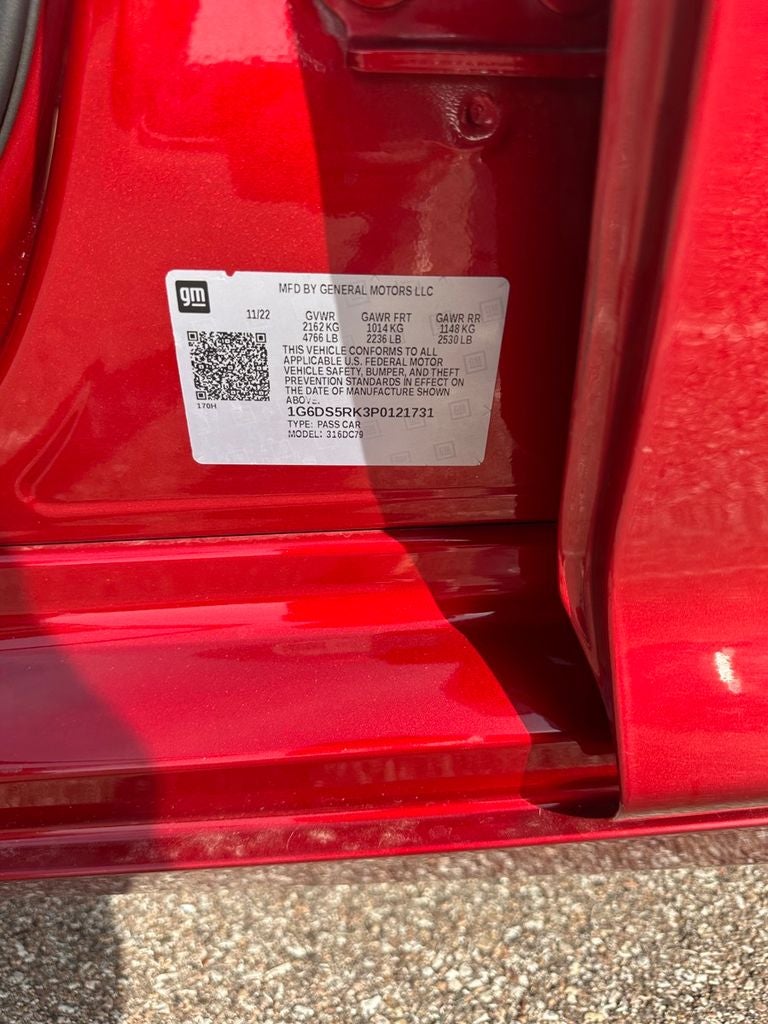 gm
MFD BY GENERAL MOTORS LLC
11/22 GVWR GAWR FRT GAWR RR
2162 KG 1014 KG 1148 KG
4766 LB 2236 LB 2530 LB
THIS VEHICLE CONFORMS TO ALL
APPLICABLE U.S. FEDERAL MOTOR
VEHICLE SAFETY, BUMPER, AND THEFT
PREVENTION STANDARDS IN EFFECT ON
THE DATE OF MANUFACTURE SHOWN
ABOVE.
170H
1G6DS5RK3P0121731
TYPE: PASS CAR
MODEL: 316DC79